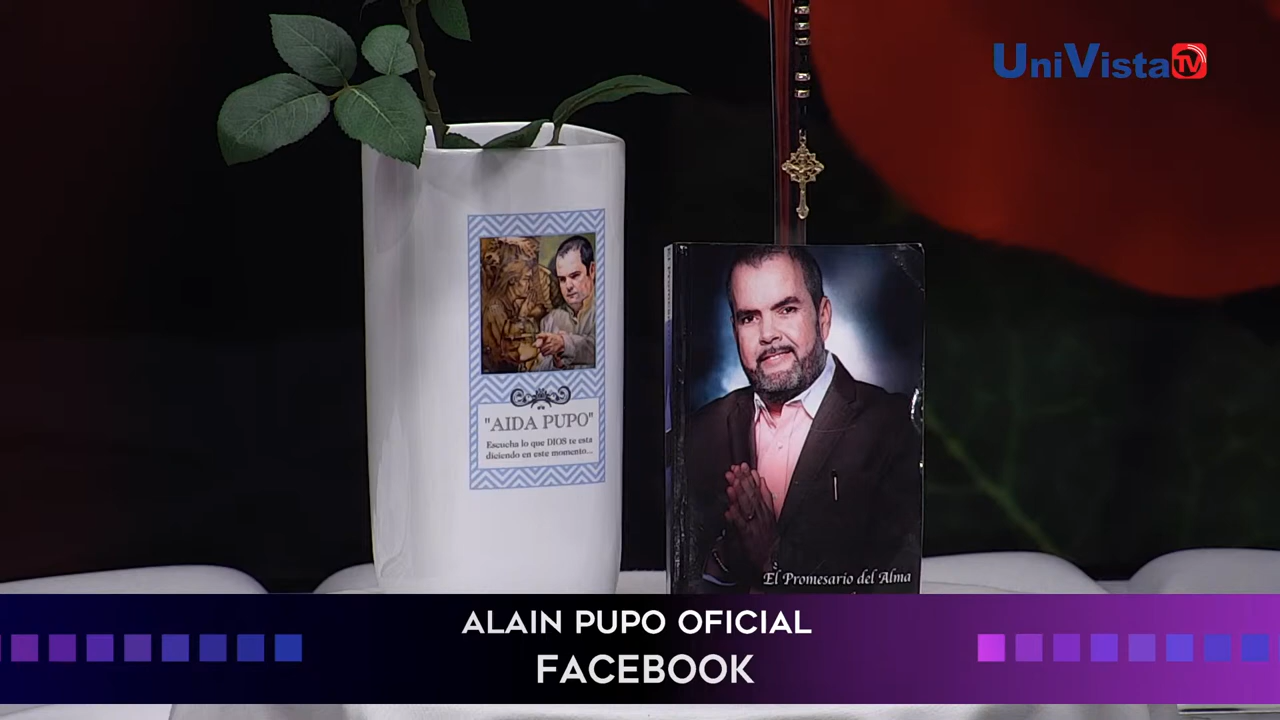 UniVista TV
"AIDA PUPO"
Escucha lo que DIOS te esta
diciendo en este momento...
El Promesario del Alma
ALAIN PUPO OFICIAL
FACEBOOK